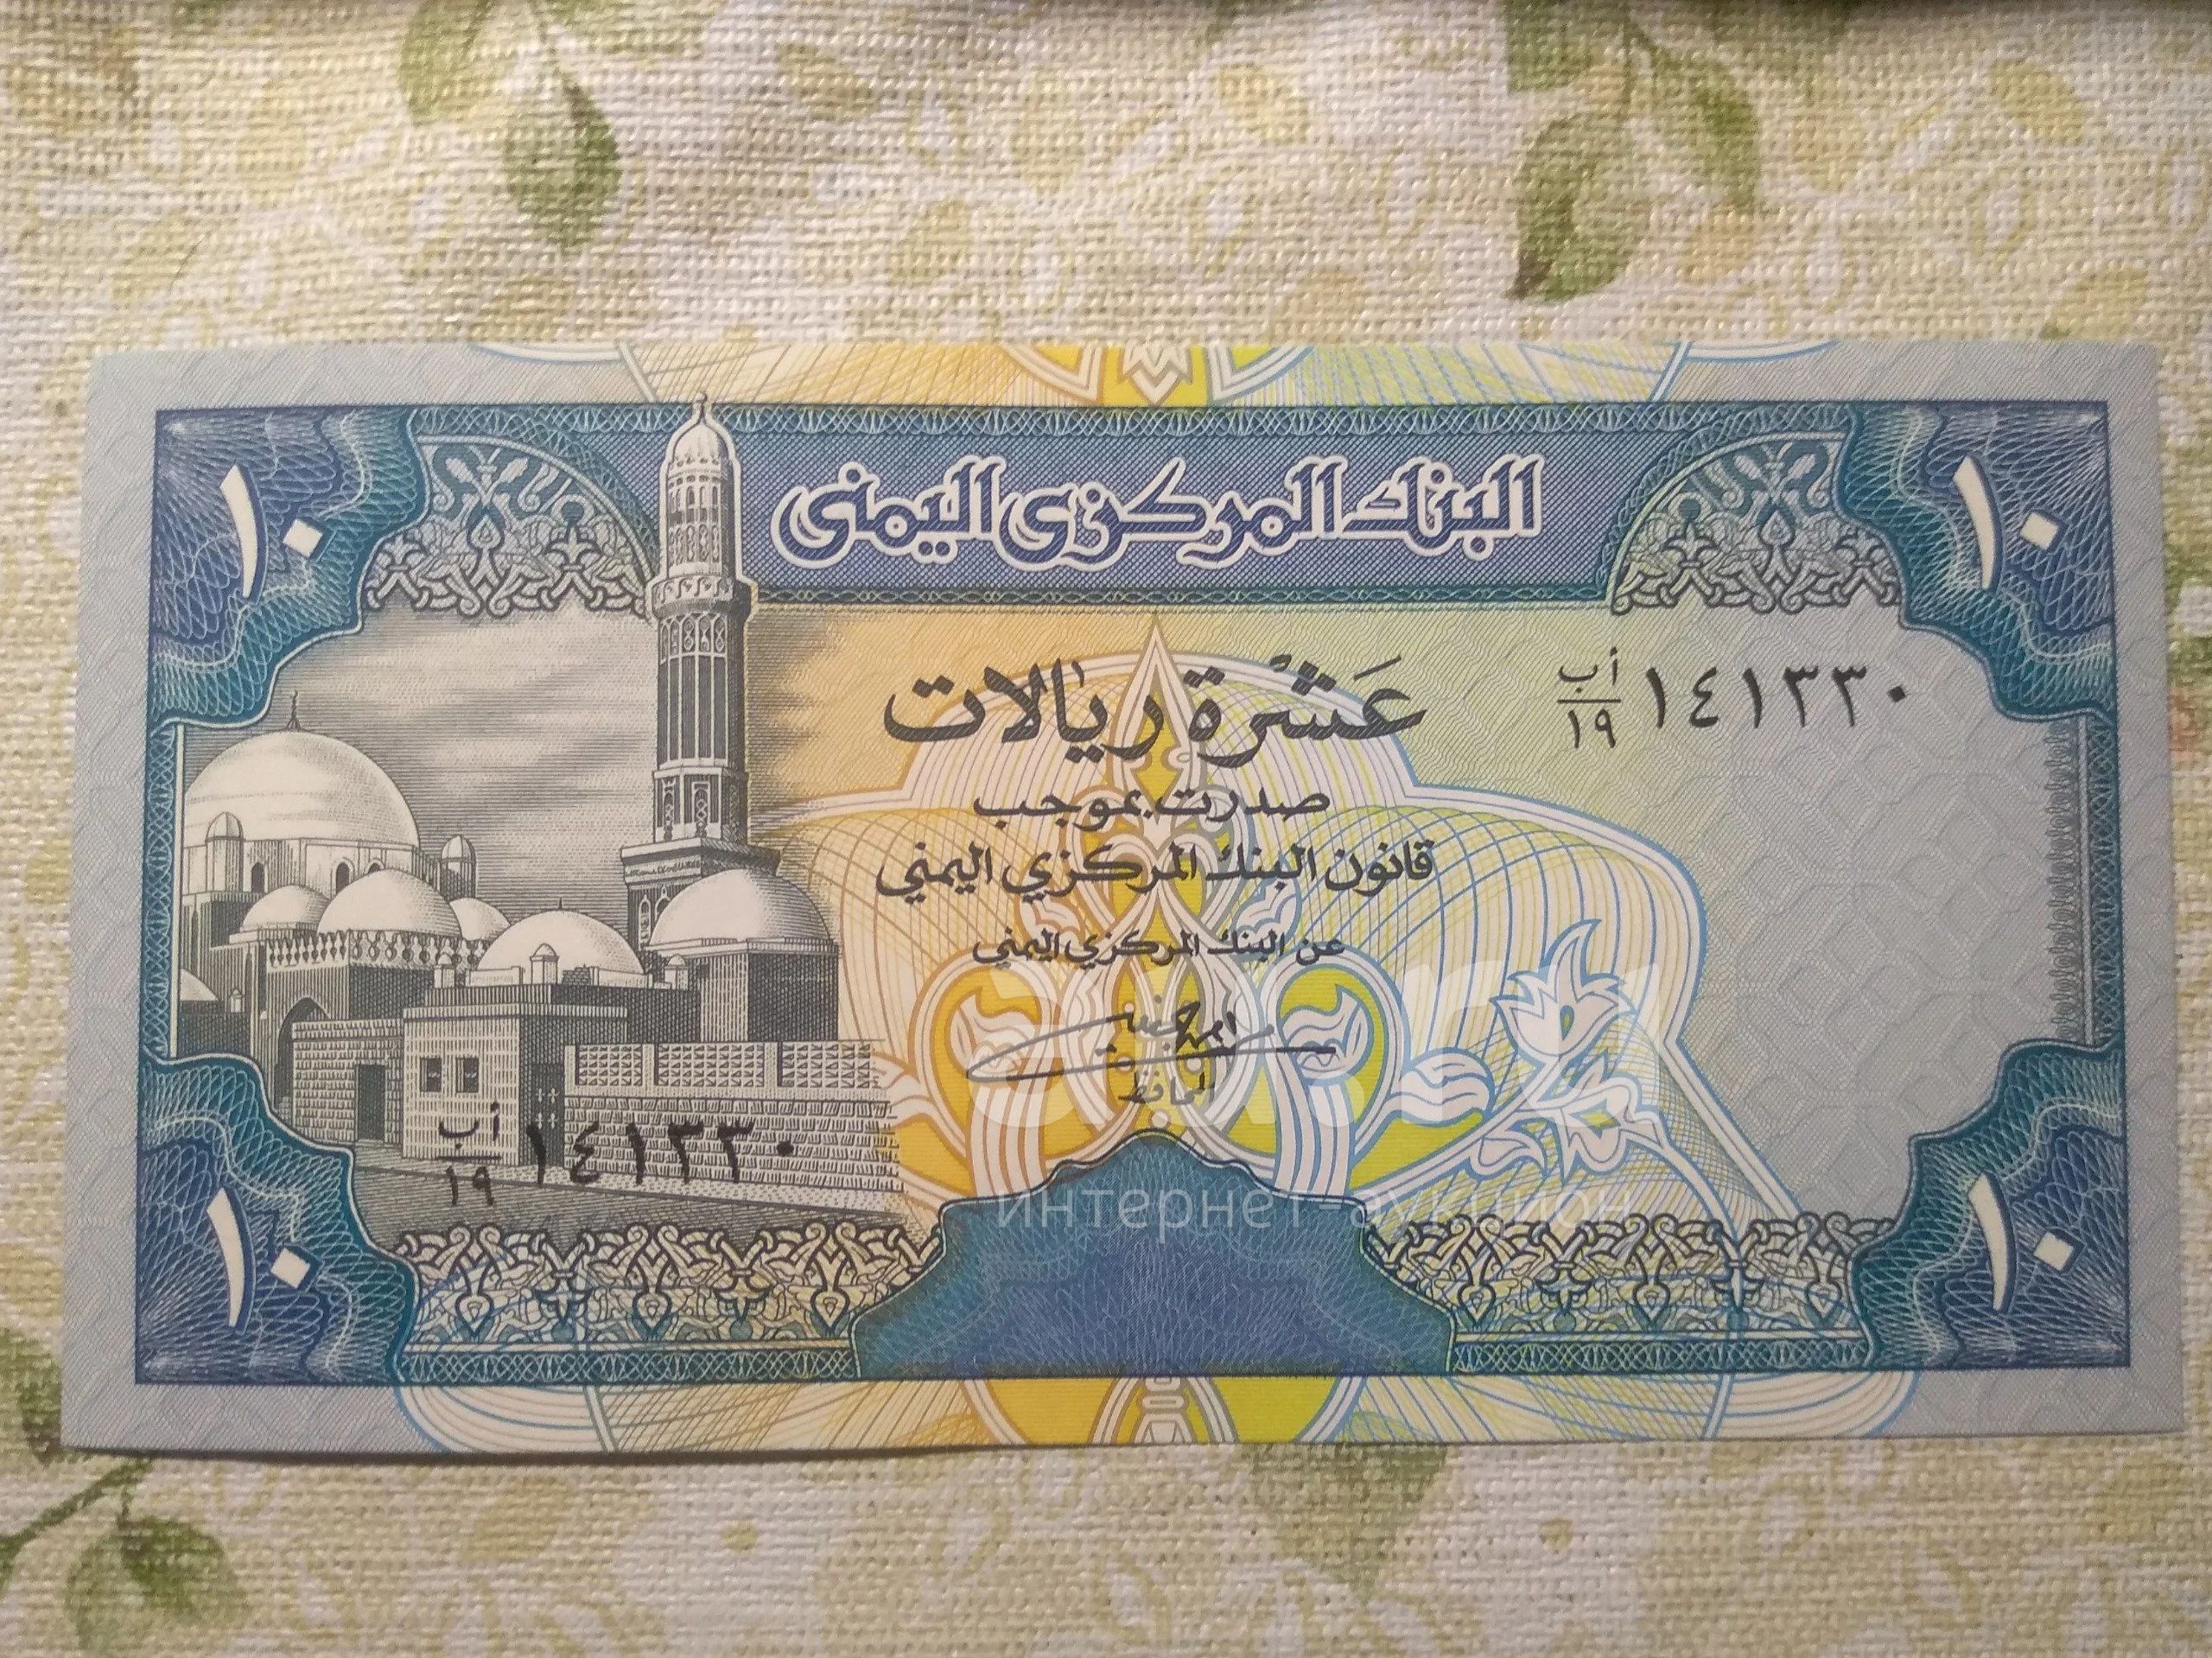 ١٠ ١٠
البنك المركزي اليمني
عَشْرَة ريالات
أب
١٩ ١٤١٣٣٠
صدرت بموجب
قانون البنك المركزي اليمني
عن البنك المركزي اليمني
المحافظ
أب
١٩ ١٤١٣٣٠
интернет-аукцион
١٠ ١٠